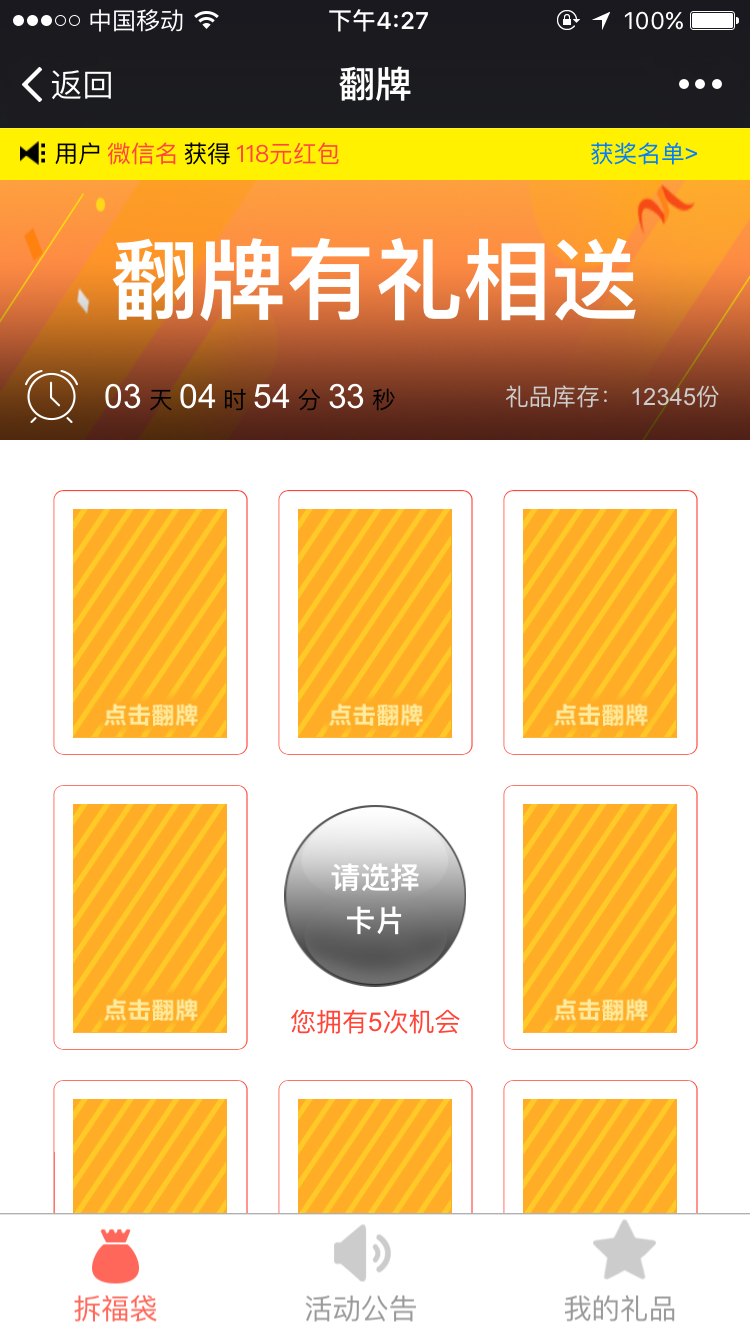 中国移动 下午4:27 100%
返回 翻牌
用户 微信名 获得 118元红包 获奖名单>
翻牌有礼相送
03 天 04 时 54 分 33 秒 礼品库存： 12345份
点击翻牌 点击翻牌 点击翻牌
请选择
卡片
点击翻牌 点击翻牌
您拥有5次机会
拆福袋 活动公告 我的礼品